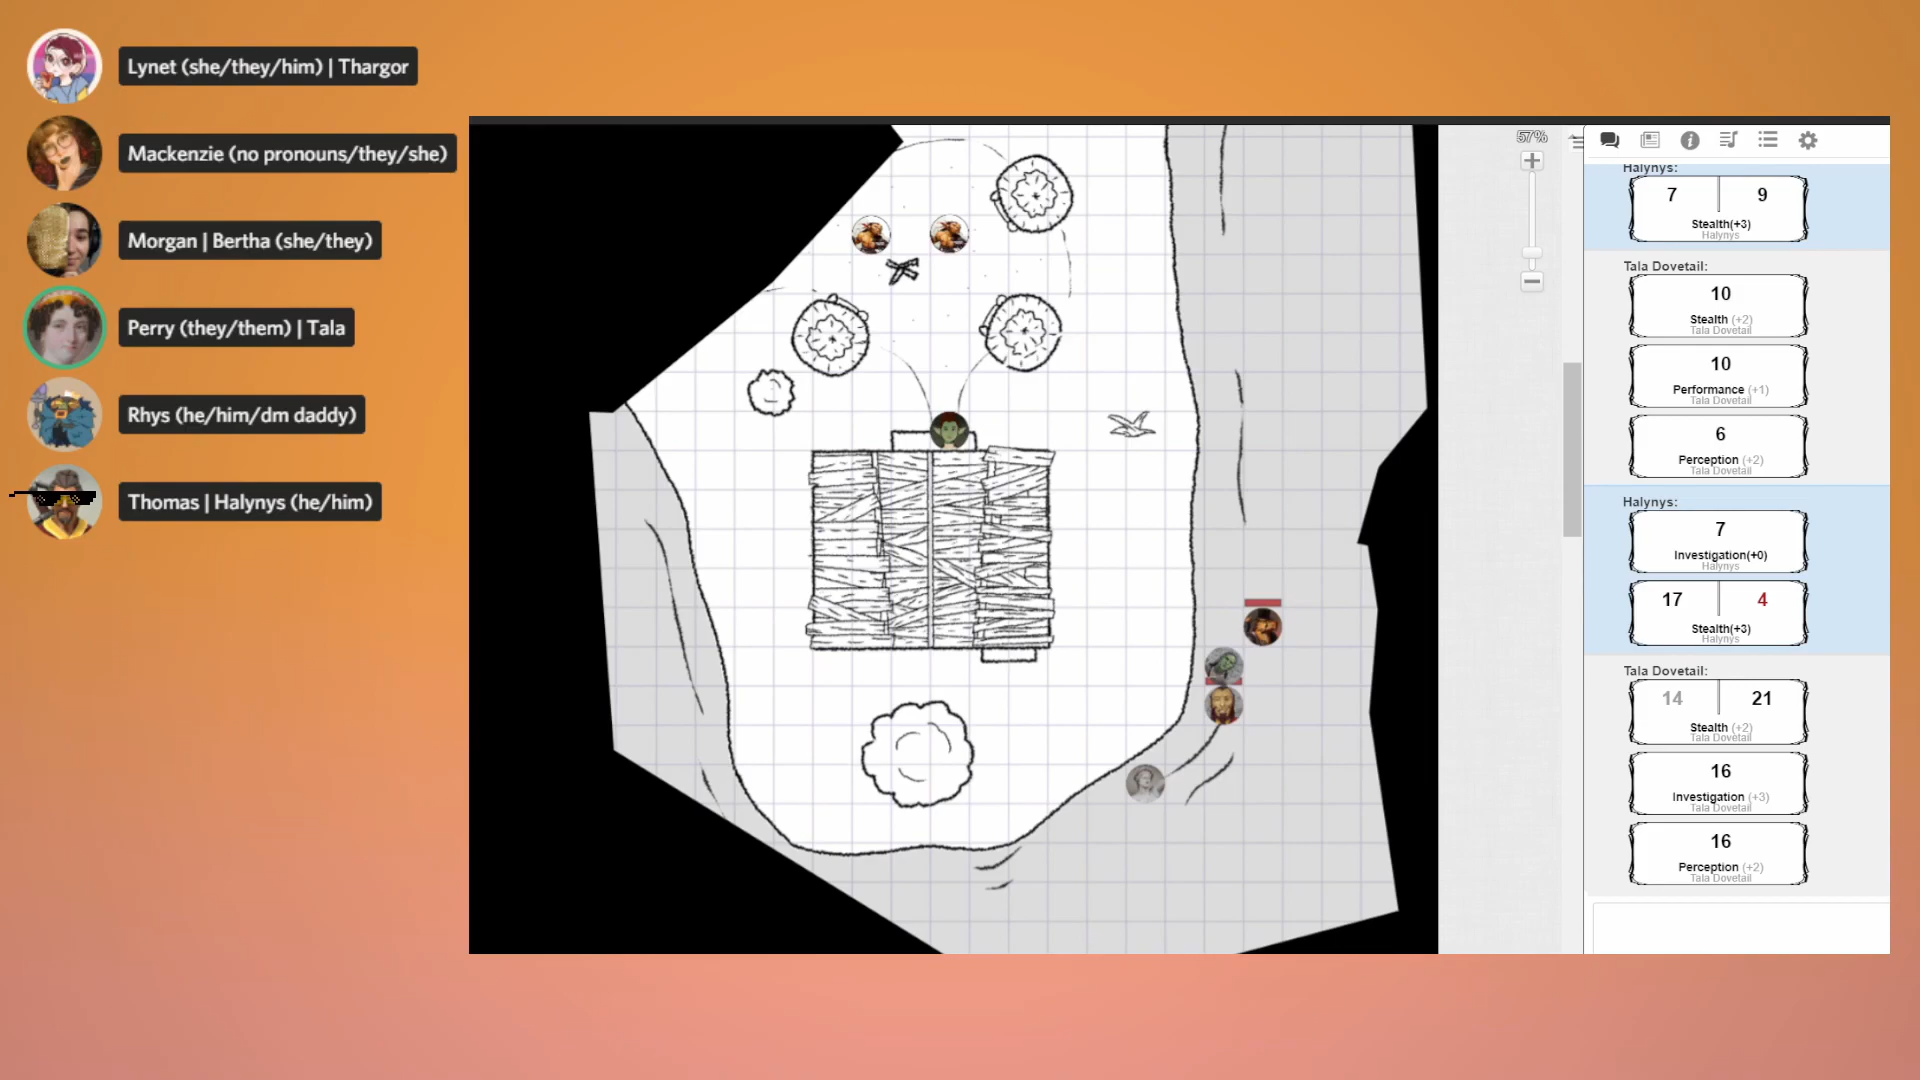 Lynet (she/they/him) | Thargor
Mackenzie (no pronouns/they/she)
Morgan | Bertha (she/they)
Perry (they/them) | Tala
Rhys (he/him/dm daddy)
Thomas | Halynys (he/him)
57%
Halynys:
7 9
Stealth(+3)
Halynys
Tala Dovetail:
10
Stealth (+2)
Tala Dovetail
10
Performance (+1)
Tala Dovetail
6
Perception (+2)
Tala Dovetail
Halynys:
7
Investigation(+0)
Halynys
17 4
Stealth(+3)
Halynys
Tala Dovetail:
14 21
Stealth (+2)
Tala Dovetail
16
Investigation (+3)
Tala Dovetail
16
Perception (+2)
Tala Dovetail